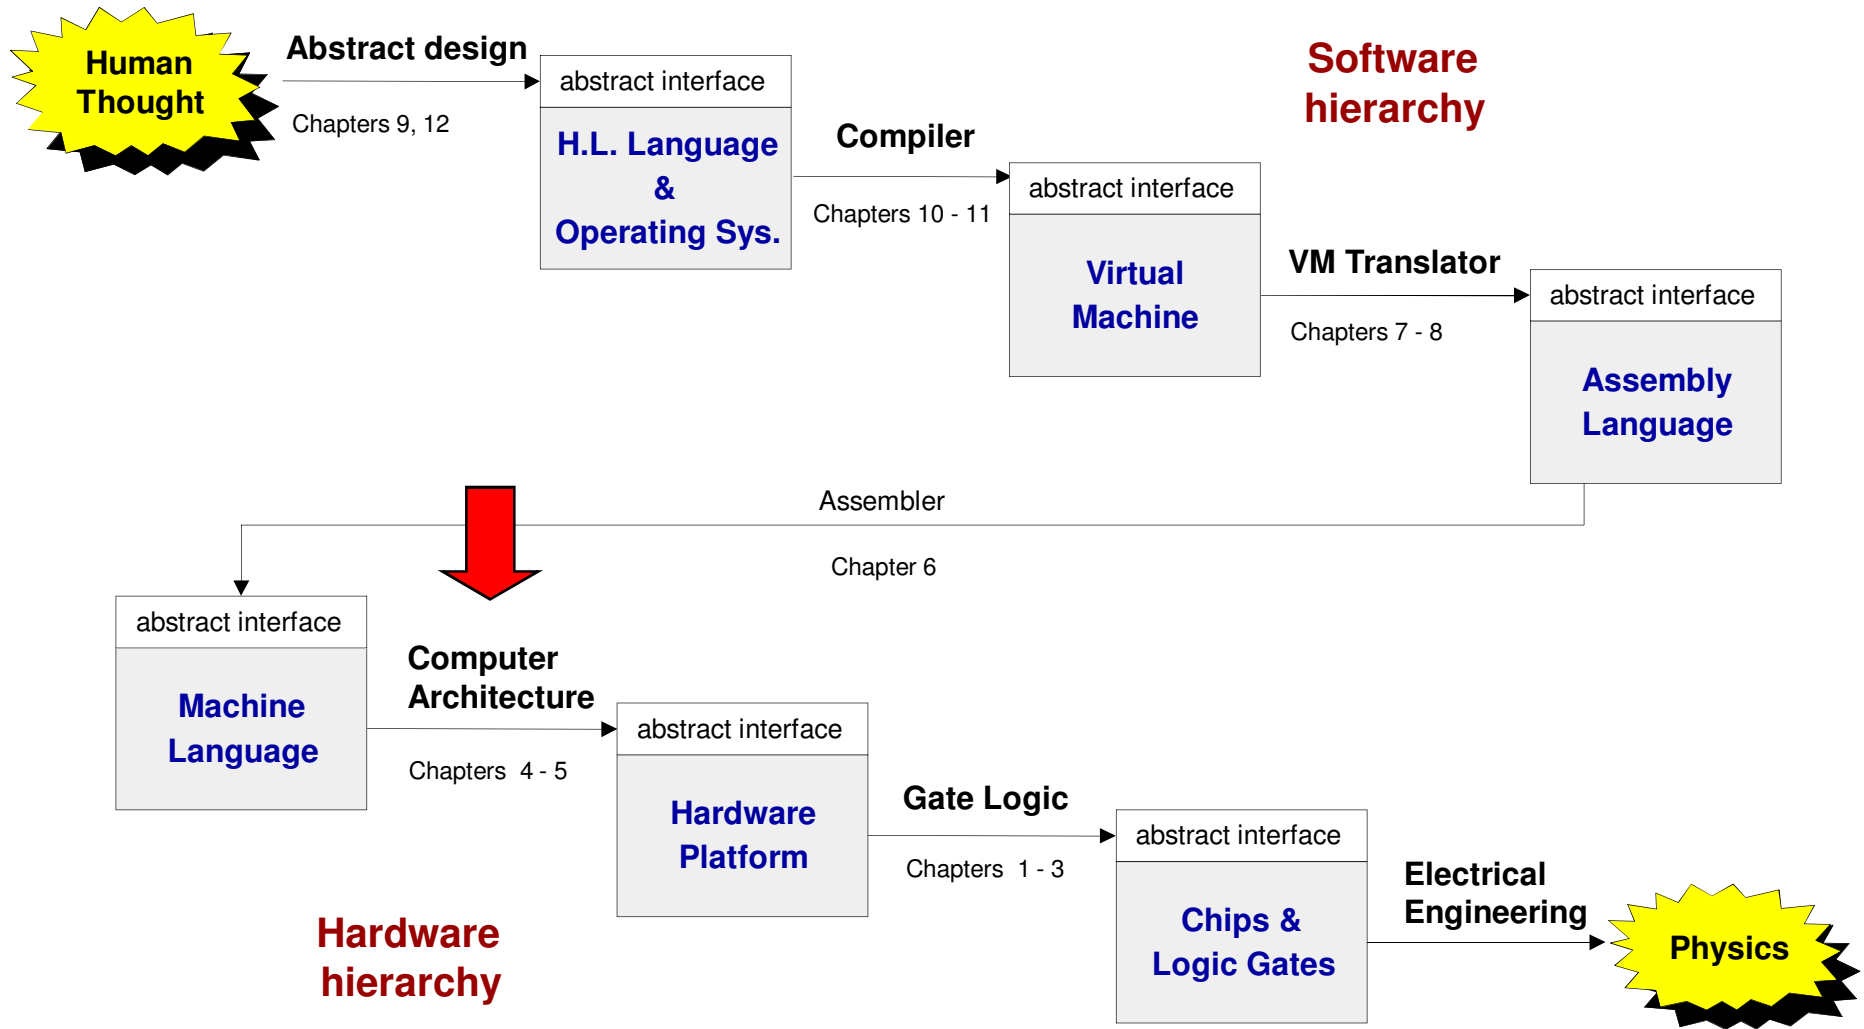 Human
Thought
Abstract design
Chapters 9, 12
abstract interface
H.L. Language
&
Operating Sys.
Compiler
Chapters 10 - 11
abstract interface
Virtual
Machine
Software
hierarchy
VM Translator
Chapters 7 - 8
abstract interface
Assembly
Language
Assembler
Chapter 6
abstract interface
Machine
Language
Computer
Architecture
Chapters 4 - 5
abstract interface
Hardware
Platform
Gate Logic
Chapters 1 - 3
abstract interface
Chips &
Logic Gates
Electrical
Engineering
Physics
Hardware
hierarchy